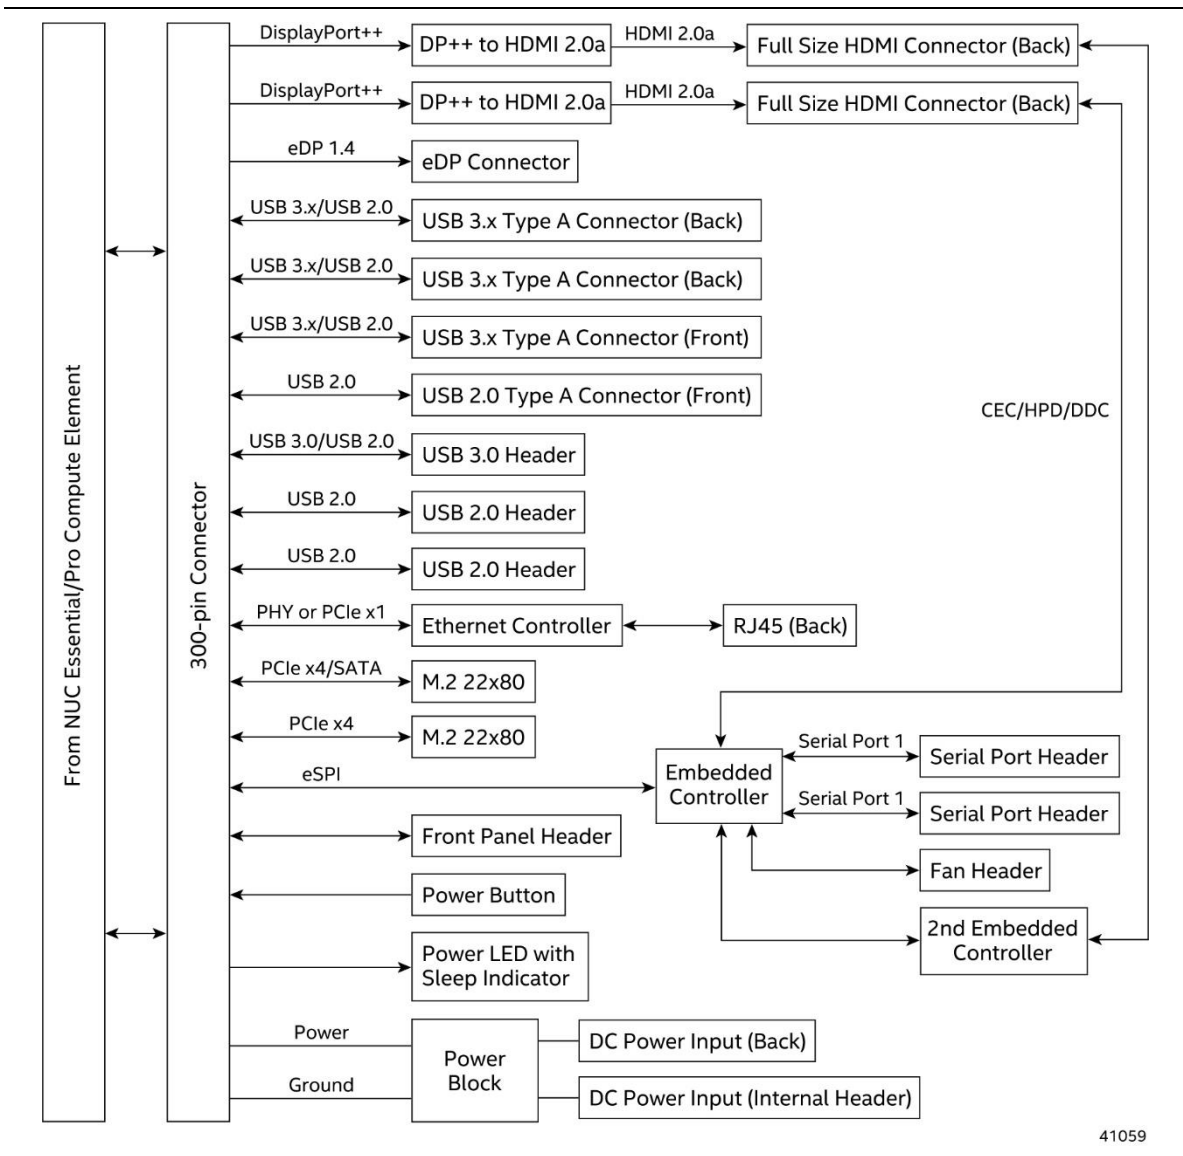 From NUC Essential/Pro Compute Element
300-pin Connector
DisplayPort++
DP++ to HDMI 2.0a
HDMI 2.0a
Full Size HDMI Connector (Back)
DisplayPort++
DP++ to HDMI 2.0a
HDMI 2.0a
Full Size HDMI Connector (Back)
eDP 1.4
eDP Connector
USB 3.x/USB 2.0
USB 3.x Type A Connector (Back)
USB 3.x/USB 2.0
USB 3.x Type A Connector (Back)
USB 3.x/USB 2.0
USB 3.x Type A Connector (Front)
USB 2.0
USB 2.0 Type A Connector (Front)
CEC/HPD/DDC
USB 3.0/USB 2.0
USB 3.0 Header
USB 2.0
USB 2.0 Header
USB 2.0
USB 2.0 Header
PHY or PCIe x1
Ethernet Controller
RJ45 (Back)
PCIe x4/SATA
M.2 22x80
PCIe x4
M.2 22x80
eSPI
Embedded
Controller
Serial Port 1
Serial Port Header
Serial Port 1
Serial Port Header
Front Panel Header
Fan Header
Power Button
2nd Embedded
Controller
Power LED with
Sleep Indicator
Power
Ground
Power
Block
DC Power Input (Back)
DC Power Input (Internal Header)
41059